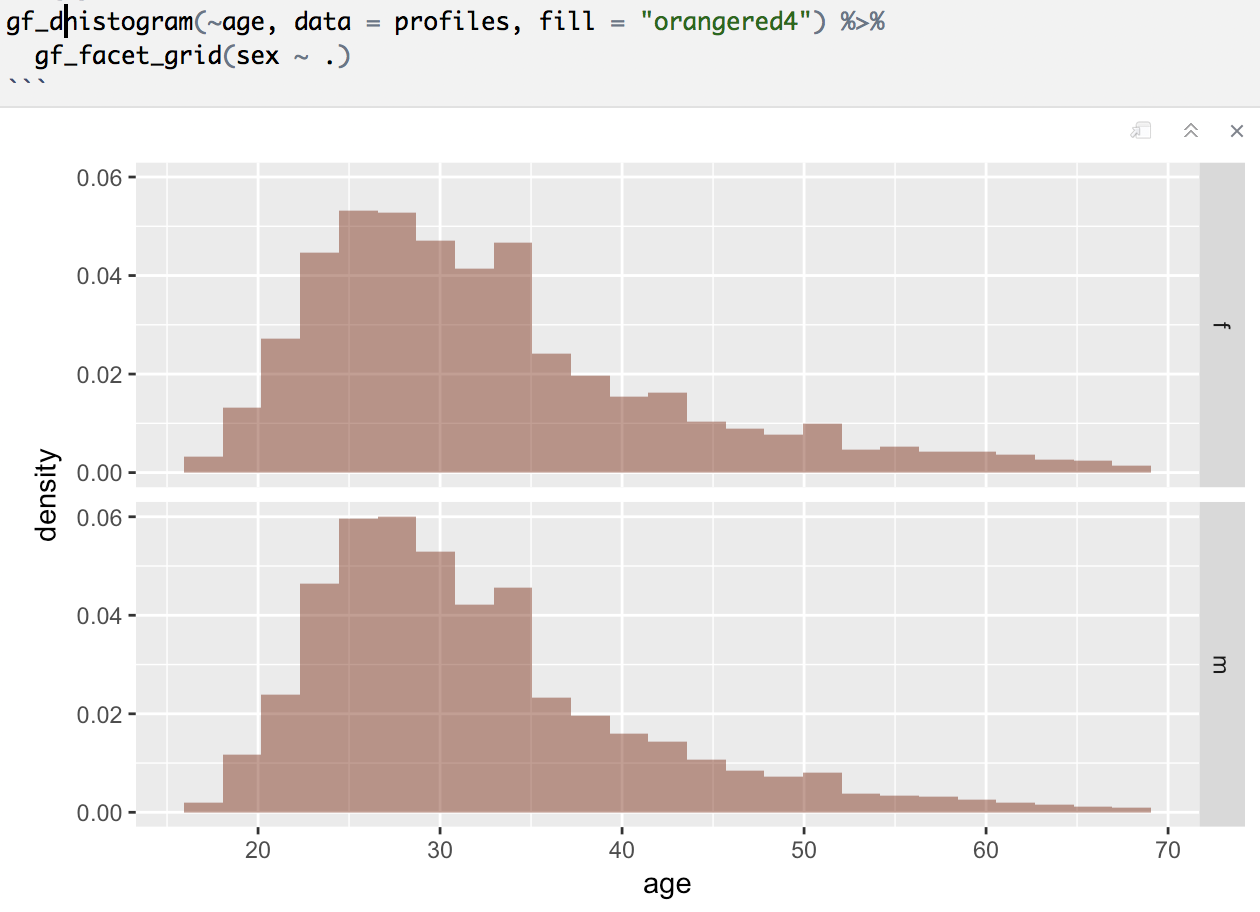 gf_dhistogram(~age, data = profiles, fill = "orangered4") %>%
  gf_facet_grid(sex ~ .)
```
0.06
0.04
0.02
0.00
f
density
0.06
0.04
0.02
0.00
m
20 30 40 50 60 70
age